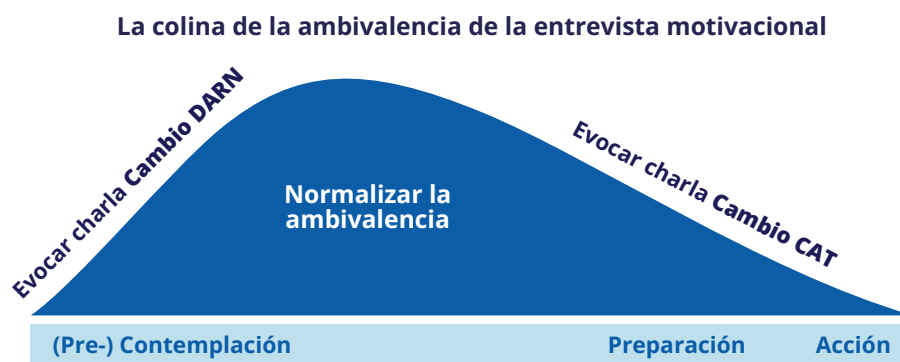 La colina de la ambivalencia de la entrevista motivacional
Evocar charla Cambio DARN
Evocar charla Cambio CAT
Normalizar la
ambivalencia
(Pre-) Contemplación
Preparación
Acción